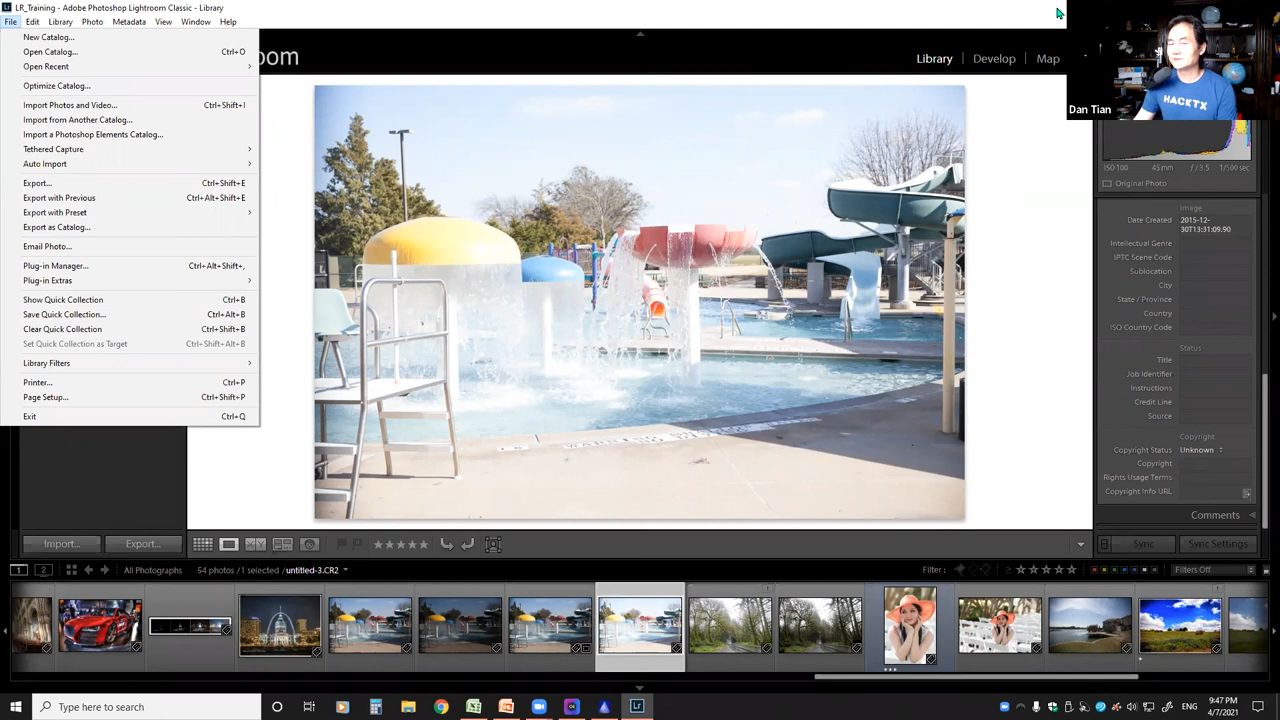 LR_Training - Adobe Photoshop Lightroom Classic - Library
File Edit Library Photo Metadata View Window Help
New Catalog...
Open Catalog... Ctrl+O
Open Recent
Optimize Catalog...
Import Photos and Video... Ctrl+Shift+I
Import from Another Catalog...
Import a Photoshop Elements Catalog...
Tethered Capture
Auto Import
Export... Ctrl+Shift+E
Export with Previous Ctrl+Alt+Shift+E
Export with Preset
Export as Catalog...
Email Photo...
Plug-in Manager... Ctrl+Alt+Shift+,
Plug-in Extras
Show Quick Collection Ctrl+B
Save Quick Collection... Ctrl+Alt+B
Clear Quick Collection Ctrl+Shift+B
Set Quick Collection as Target Ctrl+Shift+Alt+B
Library Filters
Printer... Ctrl+P
Page Setup... Ctrl+Shift+P
Exit Ctrl+Q
oom
Library | Develop | Map
HACKTX
Dan Tian
ISO 100 45 mm f / 3.5 1/500 sec
Original Photo
Image
Date Created 2015-12-
30T13:31:09.90
Intellectual Genre
IPTC Scene Code
Sublocation
City
State / Province
Country
ISO Country Code
Status
Title
Job Identifier
Instructions
Credit Line
Source
Copyright
Copyright Status Unknown
Copyright
Rights Usage Terms
Copyright Info URL
Comments
Import... Export...
Sync Sync Settings
1 2 All Photographs 54 photos /1 selected /untitled-3.CR2 Filter : Filters Off
Type here to search
ENG
9:47 PM
4/7/2021